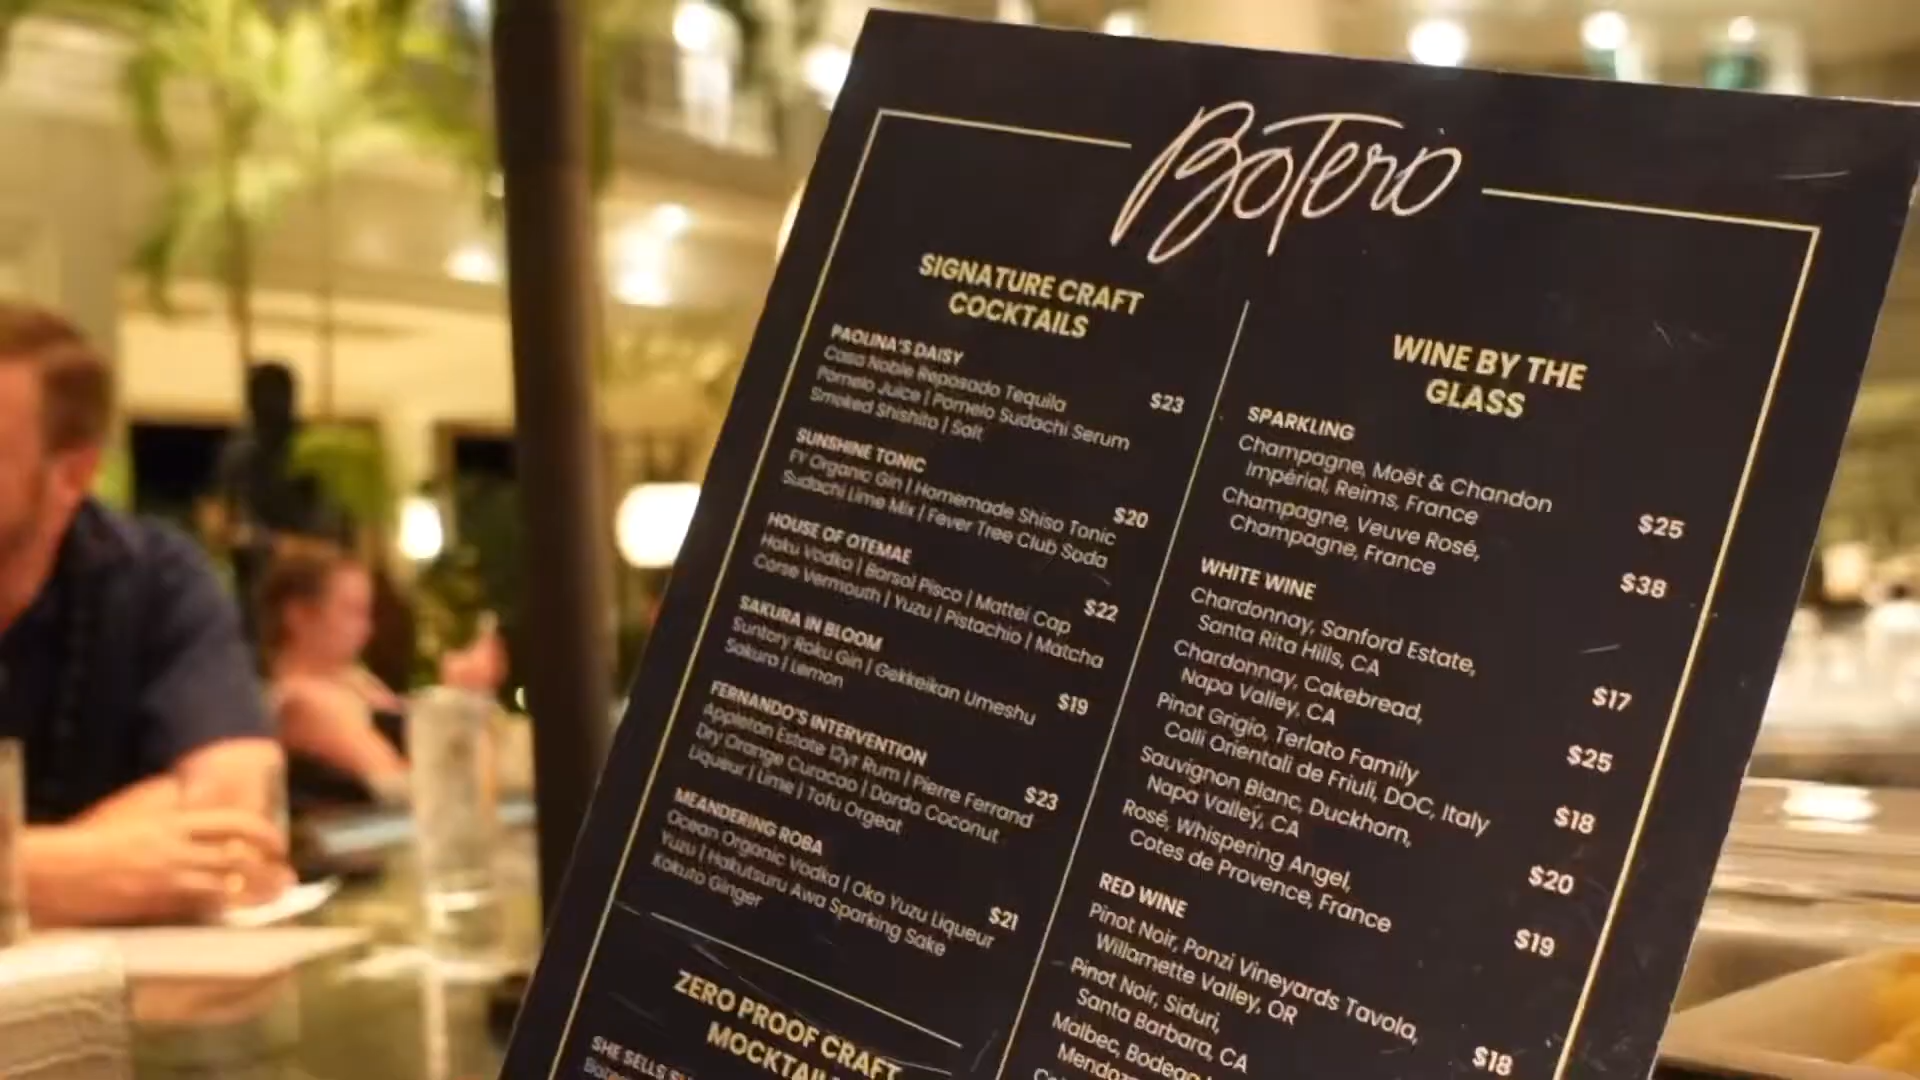 Botero
SIGNATURE CRAFT
COCKTAILS
PAOLINA'S DAISY
Casa Noble Reposado Tequila
Pomelo Juice | Pomelo Sudachi Serum $23
Smoked Shishito | Salt
SUNSHINE TONIC
FY Organic Gin | Homemade Shiso Tonic $20
Sudachi Lime Mix | Fever Tree Club Soda
HOUSE OF OTEMAE
Haku Vodka | Barsol Pisco | Mattei Cap $22
Corse Vermouth | Yuzu | Pistachio | Matcha
SAKURA IN BLOOM
Suntory Roku Gin | Gekkeikan Umeshu $19
Sakura | Lemon
FERNANDO'S INTERVENTION
Appleton Estate 12yr Rum | Pierre Ferrand $23
Dry Orange Curacao | Dorda Coconut
Liqueur | Lime | Tofu Orgeat
MEANDERING ROBA
Ocean Organic Vodka | Oka Yuzu Liqueur $21
Yuzu | Hakutsuru Awa Sparking Sake
Kokuto Ginger
ZERO PROOF CRAFT
MOCKTAIL
SHE SELLS
WINE BY THE
GLASS
SPARKLING
Champagne, Moët & Chandon
Impérial, Reims, France $25
Champagne, Veuve Rosé,
Champagne, France $38
WHITE WINE
Chardonnay, Sanford Estate,
Santa Rita Hills, CA $17
Chardonnay, Cakebread,
Napa Valley, CA $25
Pinot Grigio, Terlato Family
Colli Orientali de Friuli, DOC, Italy $18
Sauvignon Blanc, Duckhorn,
Napa Valley, CA $20
Rosé, Whispering Angel,
Cotes de Provence, France $19
RED WINE
Pinot Noir, Ponzi Vineyards Tavola,
Willamette Valley, OR $18
Pinot Noir, Siduri,
Santa Barbara, CA
Malbec, Bodega